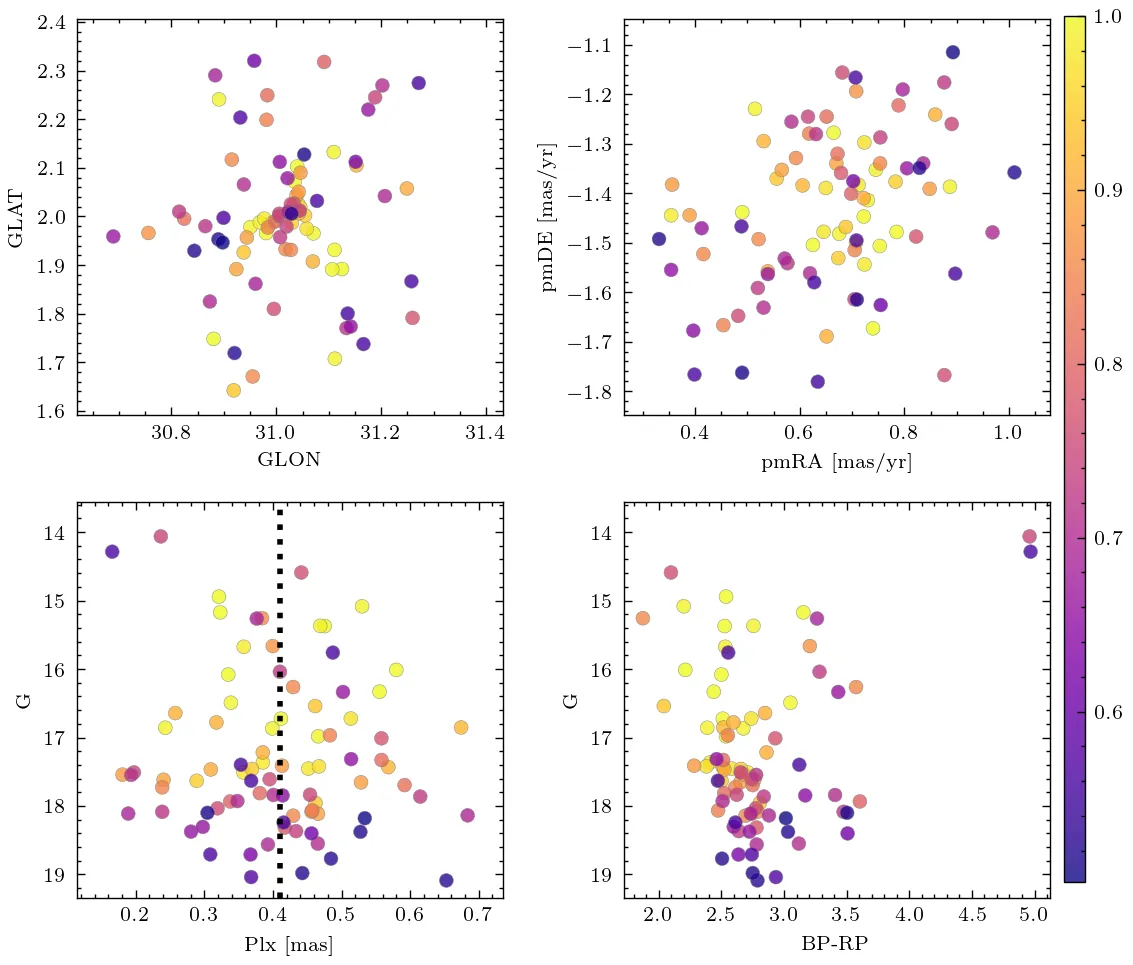 2.4
2.3
2.2
2.1
2.0
1.9
1.8
1.7
1.6
GLAT
30.8 31.0 31.2 31.4
GLON
−1.1
−1.2
−1.3
−1.4
−1.5
−1.6
−1.7
−1.8
pmDE [mas/yr]
0.4 0.6 0.8 1.0
pmRA [mas/yr]
14
15
16
17
18
19
G
0.2 0.3 0.4 0.5 0.6 0.7
Plx [mas]
14
15
16
17
18
19
G
2.0 2.5 3.0 3.5 4.0 4.5 5.0
BP-RP
1.0
0.9
0.8
0.7
0.6